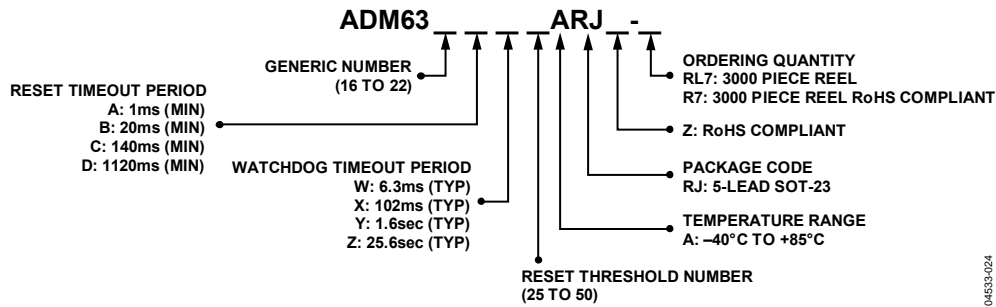 ADM63_ _ _ _ARJ_-_
GENERIC NUMBER
(16 TO 22)
RESET TIMEOUT PERIOD
A: 1ms (MIN)
B: 20ms (MIN)
C: 140ms (MIN)
D: 1120ms (MIN)
WATCHDOG TIMEOUT PERIOD
W: 6.3ms (TYP)
X: 102ms (TYP)
Y: 1.6sec (TYP)
Z: 25.6sec (TYP)
RESET THRESHOLD NUMBER
(25 TO 50)
ORDERING QUANTITY
RL7: 3000 PIECE REEL
R7: 3000 PIECE REEL RoHS COMPLIANT
Z: RoHS COMPLIANT
PACKAGE CODE
RJ: 5-LEAD SOT-23
TEMPERATURE RANGE
A: –40°C TO +85°C
04533-024